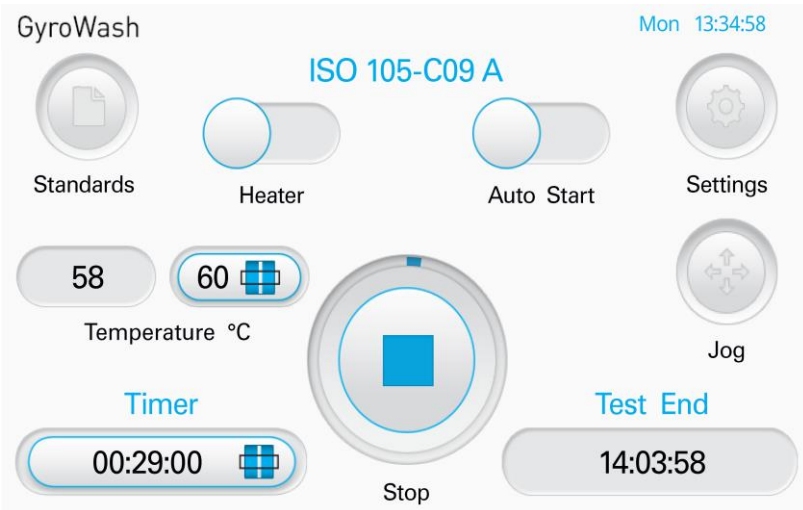 GyroWash
Mon 13:34:58
ISO 105-C09 A
Standards
Heater
Auto Start
Settings
58
60
Temperature °C
Jog
Timer
Test End
00:29:00
14:03:58
Stop